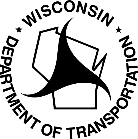 WISCONSIN
DEPARTMENT OF TRANSPORTATION